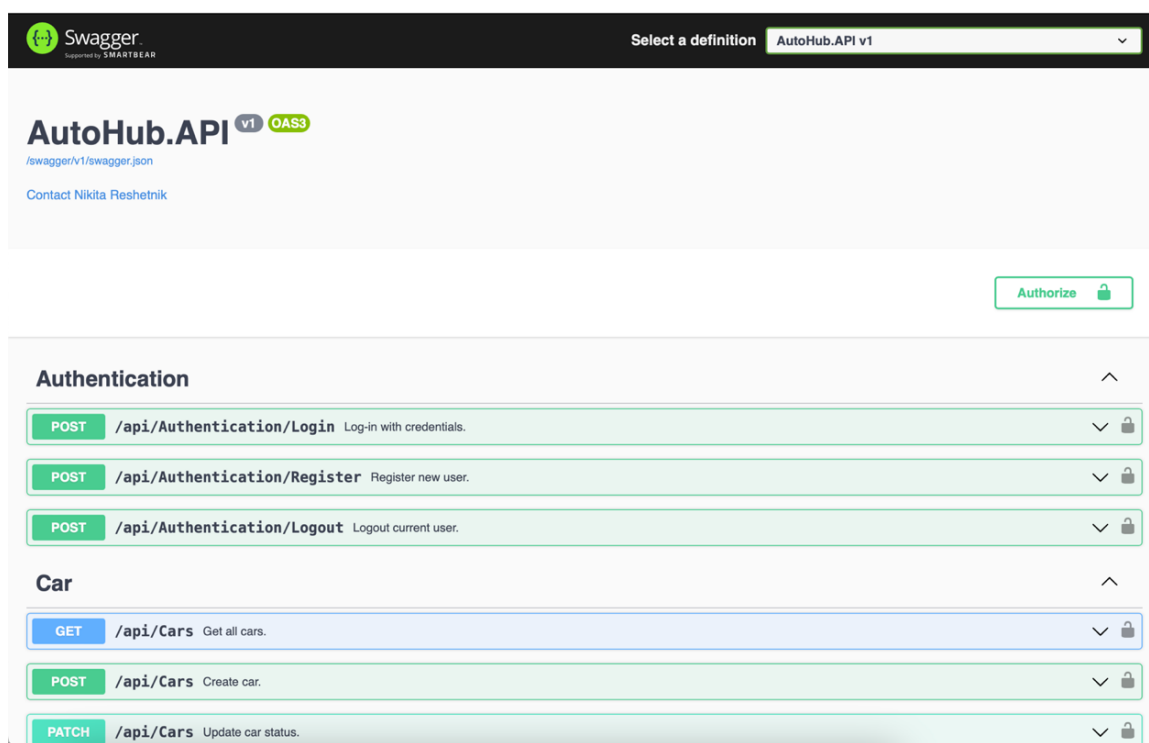 Swagger.
Supported by SMARTBEAR
Select a definition AutoHub.API v1
AutoHub.API v1 OAS3
/swagger/v1/swagger.json
Contact Nikita Reshetnik
Authorize
Authentication
POST /api/Authentication/Login Log-in with credentials.
POST /api/Authentication/Register Register new user.
POST /api/Authentication/Logout Logout current user.
Car
GET /api/Cars Get all cars.
POST /api/Cars Create car.
PATCH /api/Cars Update car status.